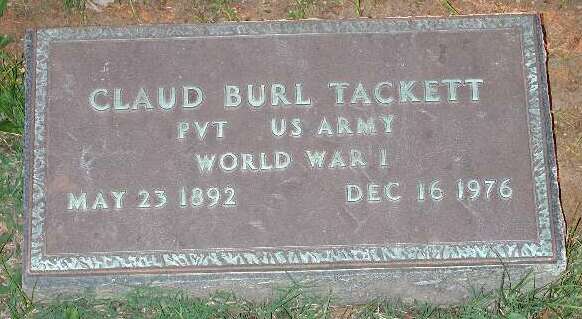 CLAUD BURL TACKETT
PVT US ARMY
WORLD WAR I
MAY 23 1892 DEC 16 1976